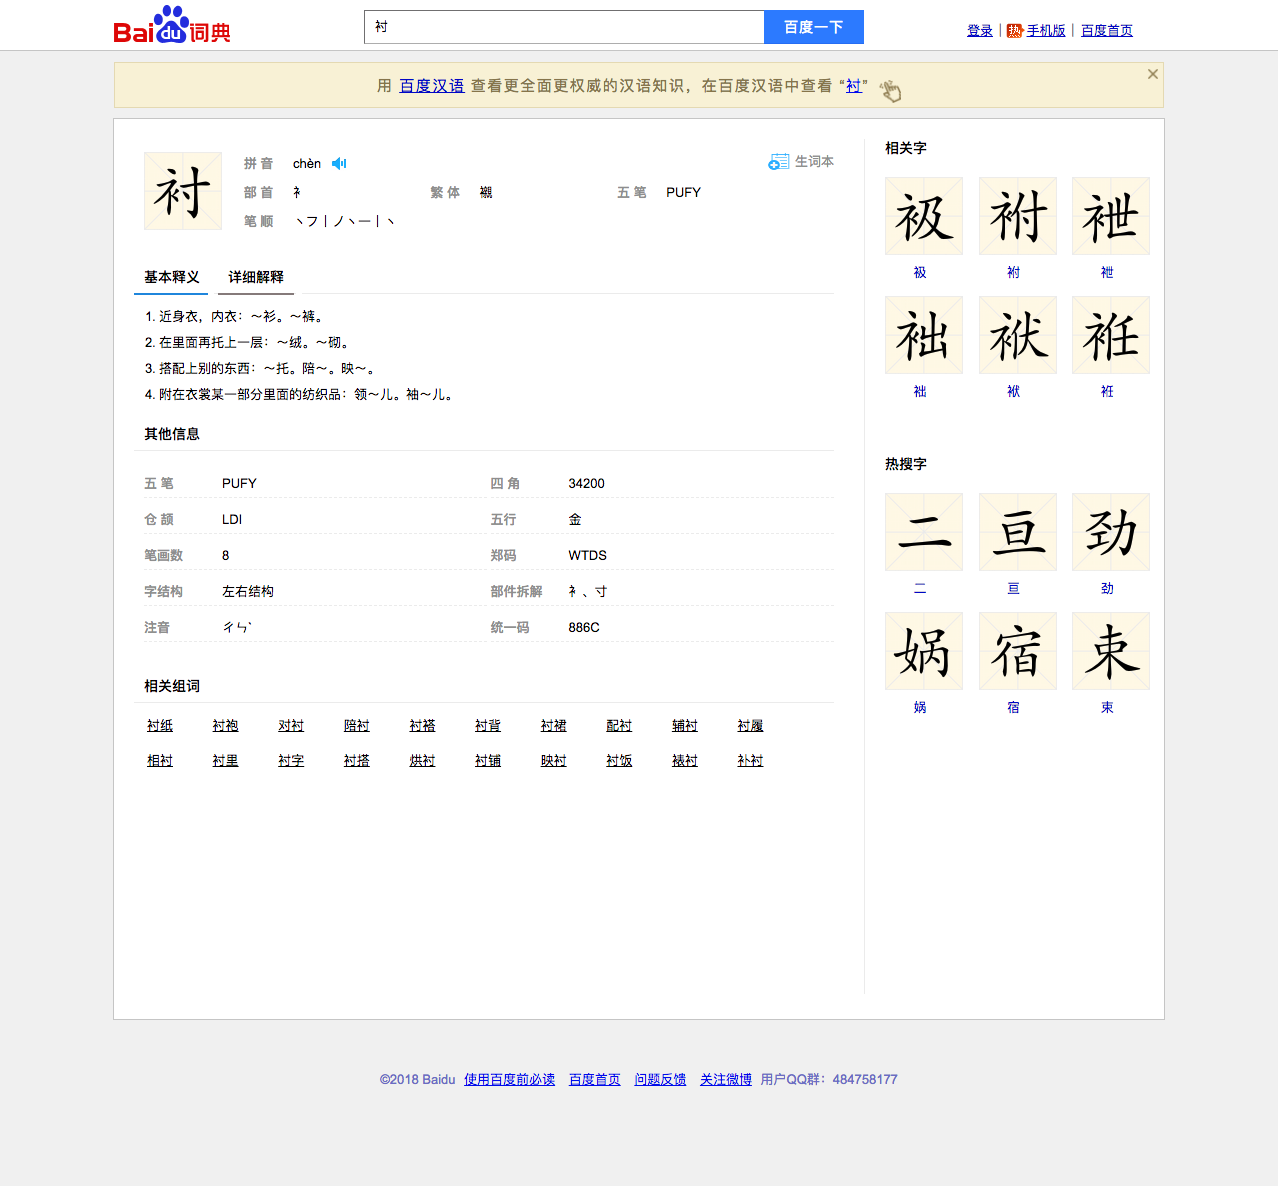 Baidu词典
衬
百度一下
登录 | 热 手机版 | 百度首页
用 百度汉语 查看更全面更权威的汉语知识，在百度汉语中查看 “衬”
衬
拼 音 chèn
生词本
部 首 衤 繁 体 襯 五 笔 PUFY
笔 顺 丶フ丨ノ丶一丨丶
基本释义 详细解释
1. 近身衣，内衣：～衫。～裤。
2. 在里面再托上一层：～绒。～砌。
3. 搭配上别的东西：～托。陪～。映～。
4. 附在衣裳某一部分里面的纺织品：领～儿。袖～儿。
其他信息
五 笔 PUFY 四 角 34200
仓 颉 LDI 五行 金
笔画数 8 郑码 WTDS
字结构 左右结构 部件拆解 衤、寸
注音 ㄔㄣˋ 统一码 886C
相关组词
衬纸 衬袍 对衬 陪衬 衬褡 衬背 衬裙 配衬 辅衬 衬履
相衬 衬里 衬字 衬搭 烘衬 衬铺 映衬 衬饭 裱衬 补衬
相关字
衱 袝 袣
衱 袝 袣
袦 袱 袵
袦 袱 袵
热搜字
二 亘 劲
二 亘 劲
娲 宿 朿
娲 宿 朿
©2018 Baidu 使用百度前必读 百度首页 问题反馈 关注微博 用户QQ群：484758177